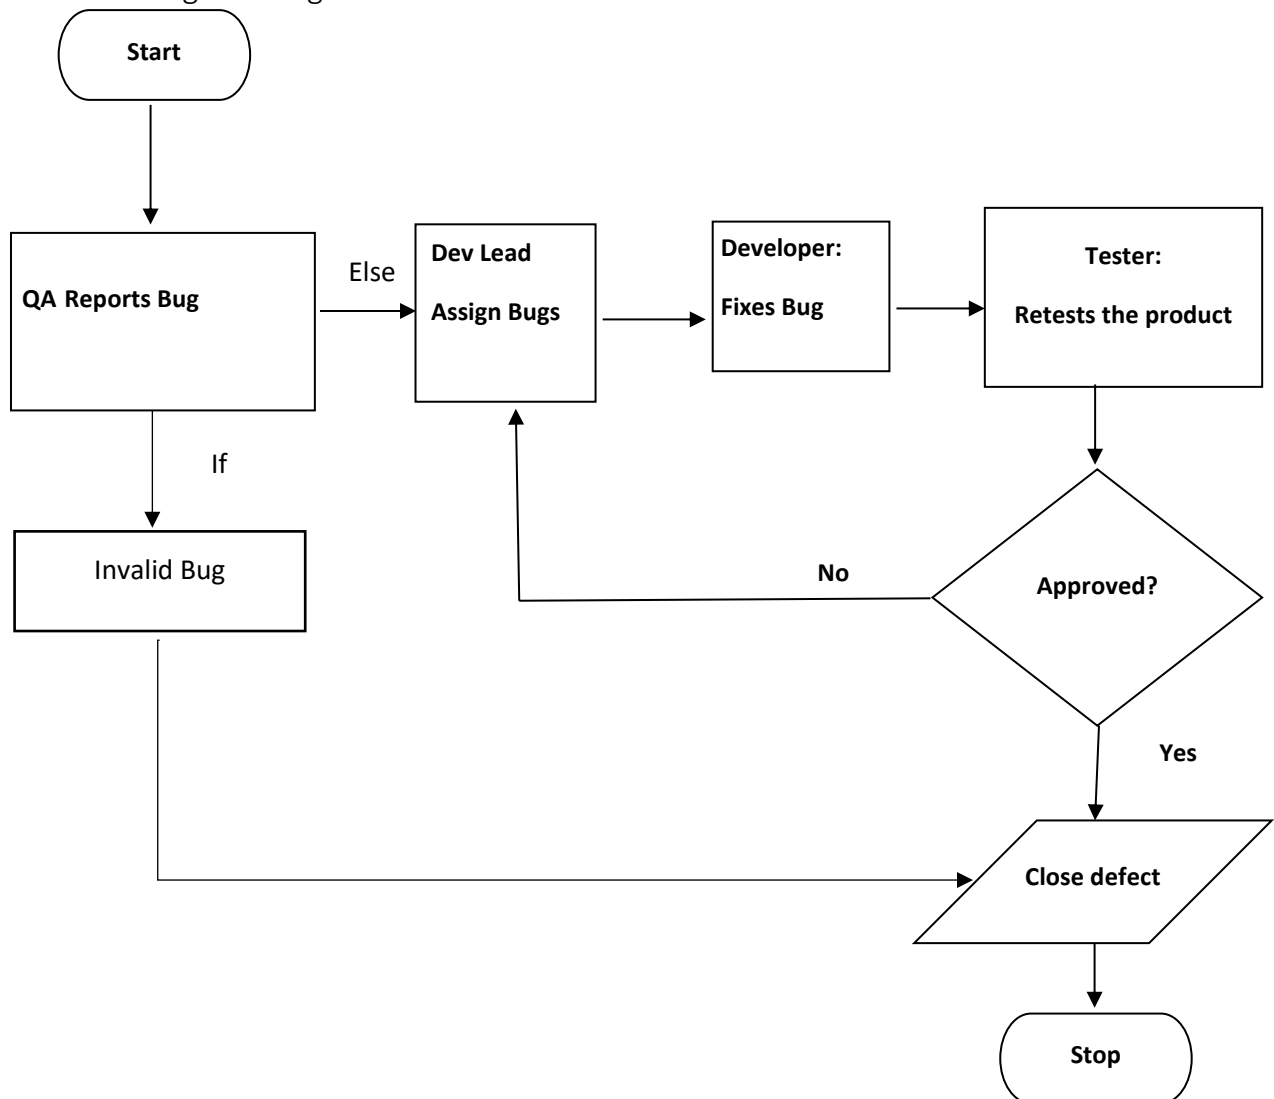 Start
QA Reports Bug
Else
Dev Lead
Assign Bugs
Developer:
Fixes Bug
Tester:
Retests the product
If
Invalid Bug
No
Approved?
Yes
Close defect
Stop